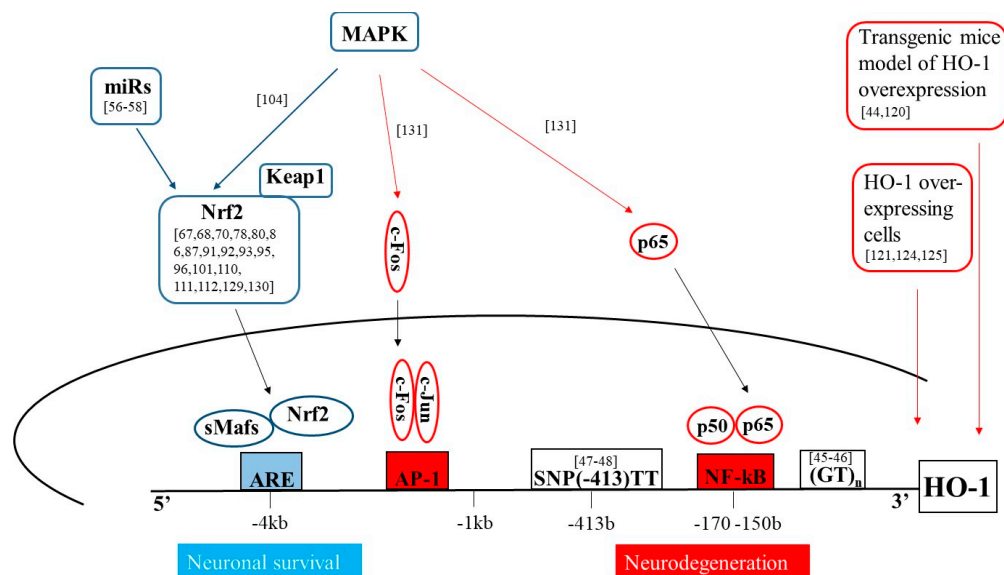 MAPK
miRs
[56-58]
[104]
[131]
[131]
Transgenic mice
model of HO-1
overexpression
[44,120]
Keap1
Nrf2
[67,68,70,78,80,8
6,87,91,92,93,95,
96,101,110,
111,112,129,130]
c-Fos
p65
HO-1 over-
expressing
cells
[121,124,125]
sMafs
Nrf2
c-Fos
c-Jun
p50
p65
ARE
AP-1
[47-48]
SNP(-413)TT
NF-kB
[45-46]
(GT)n
5’
3’
HO-1
-4kb
-1kb
-413b
-170 -150b
Neuronal survival
Neurodegeneration